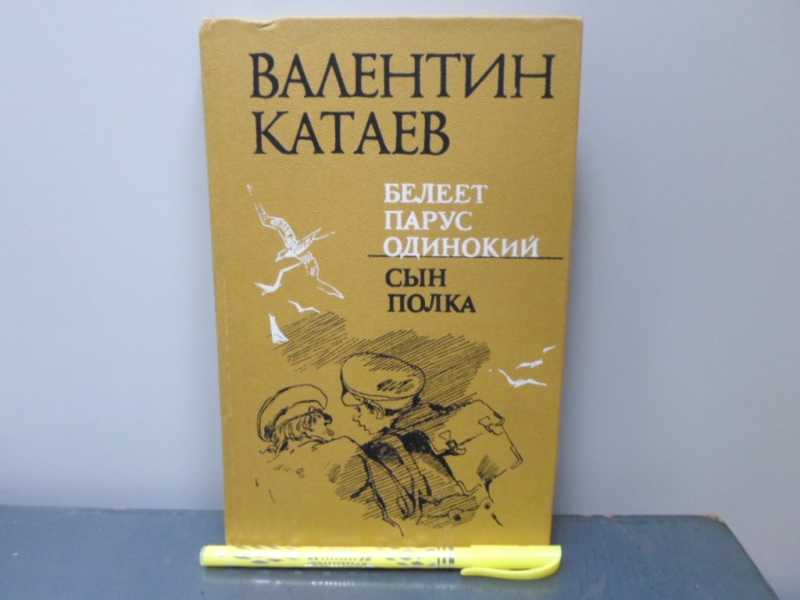 ВАЛЕНТИН
КАТАЕВ
БЕЛЕЕТ
ПАРУС
ОДИНОКИЙ
СЫН
ПОЛКА